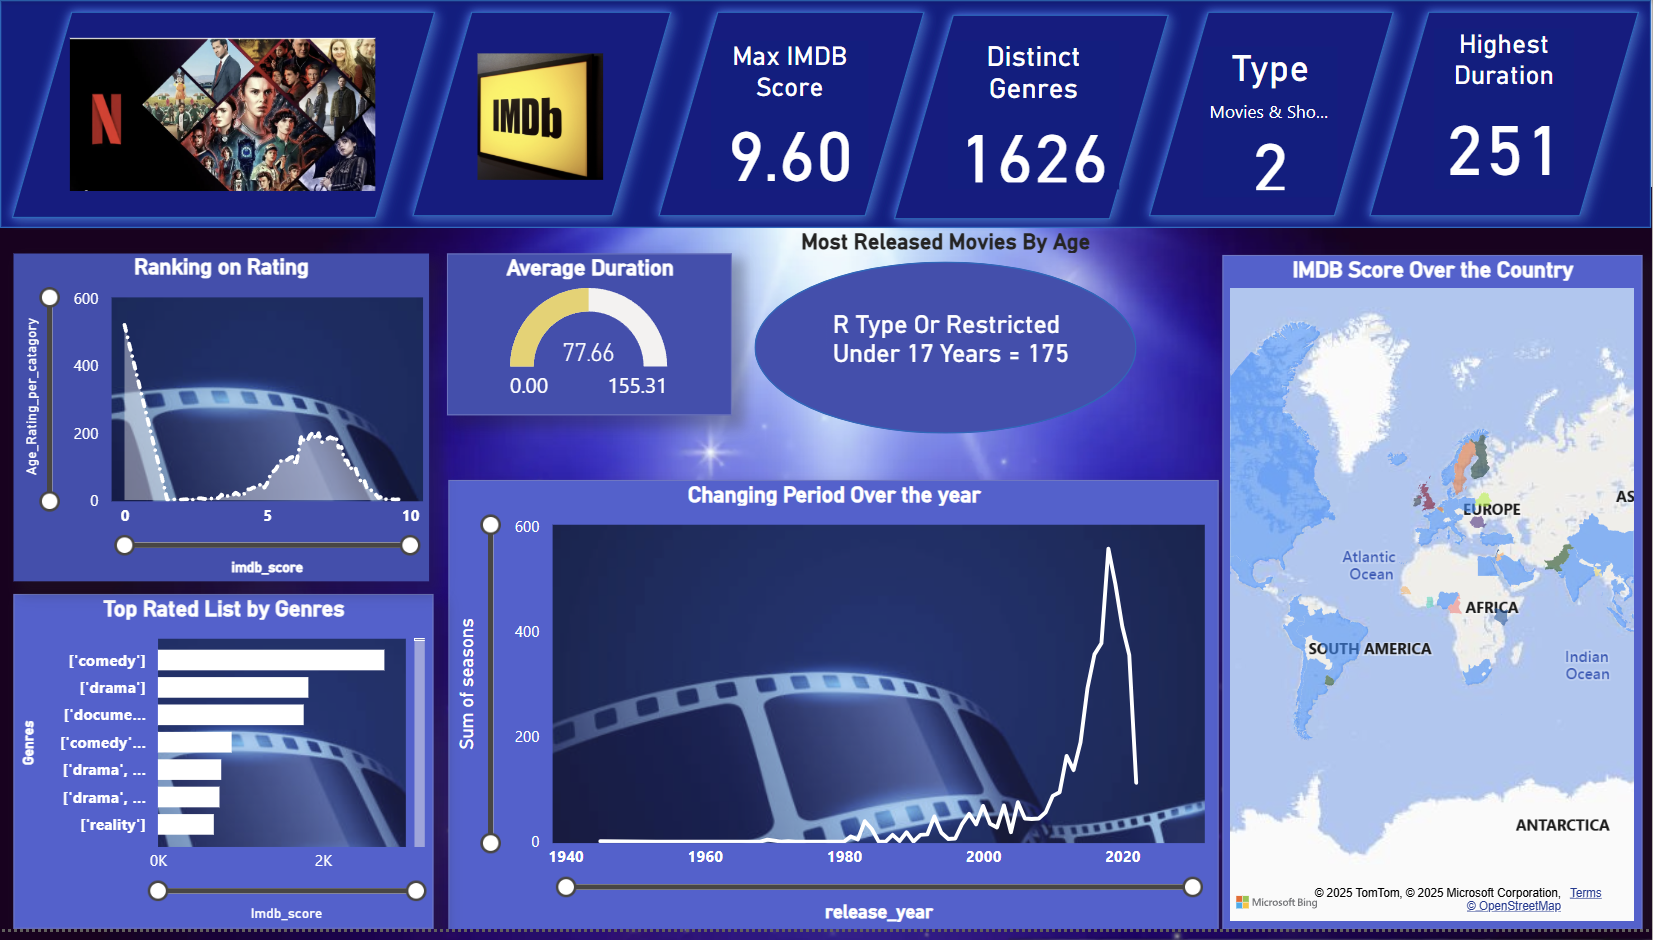 N
IMDb
Max IMDB
Score
9.60
Distinct
Genres
1626
Type
Movies & Sho...
2
Highest
Duration
251
Ranking on Rating
Age_Rating_per_catagory
600
400
200
0
0
5
10
imdb_score
Average Duration
77.66
0.00
155.31
Most Released Movies By Age
R Type Or Restricted
Under 17 Years = 175
IMDB Score Over the Country
EUROPE
AS
Atlantic
Ocean
AFRICA
SOUTH AMERICA
Indian
Ocean
ANTARCTICA
Microsoft Bing
© 2025 TomTom, © 2025 Microsoft Corporation, Terms
© OpenStreetMap
Top Rated List by Genres
Genres
['comedy']
['drama']
['docume...
['comedy'...
['drama', ...
['drama', ...
['reality']
0K
2K
Imdb_score
Changing Period Over the year
Sum of seasons
600
400
200
0
1940
1960
1980
2000
2020
release_year